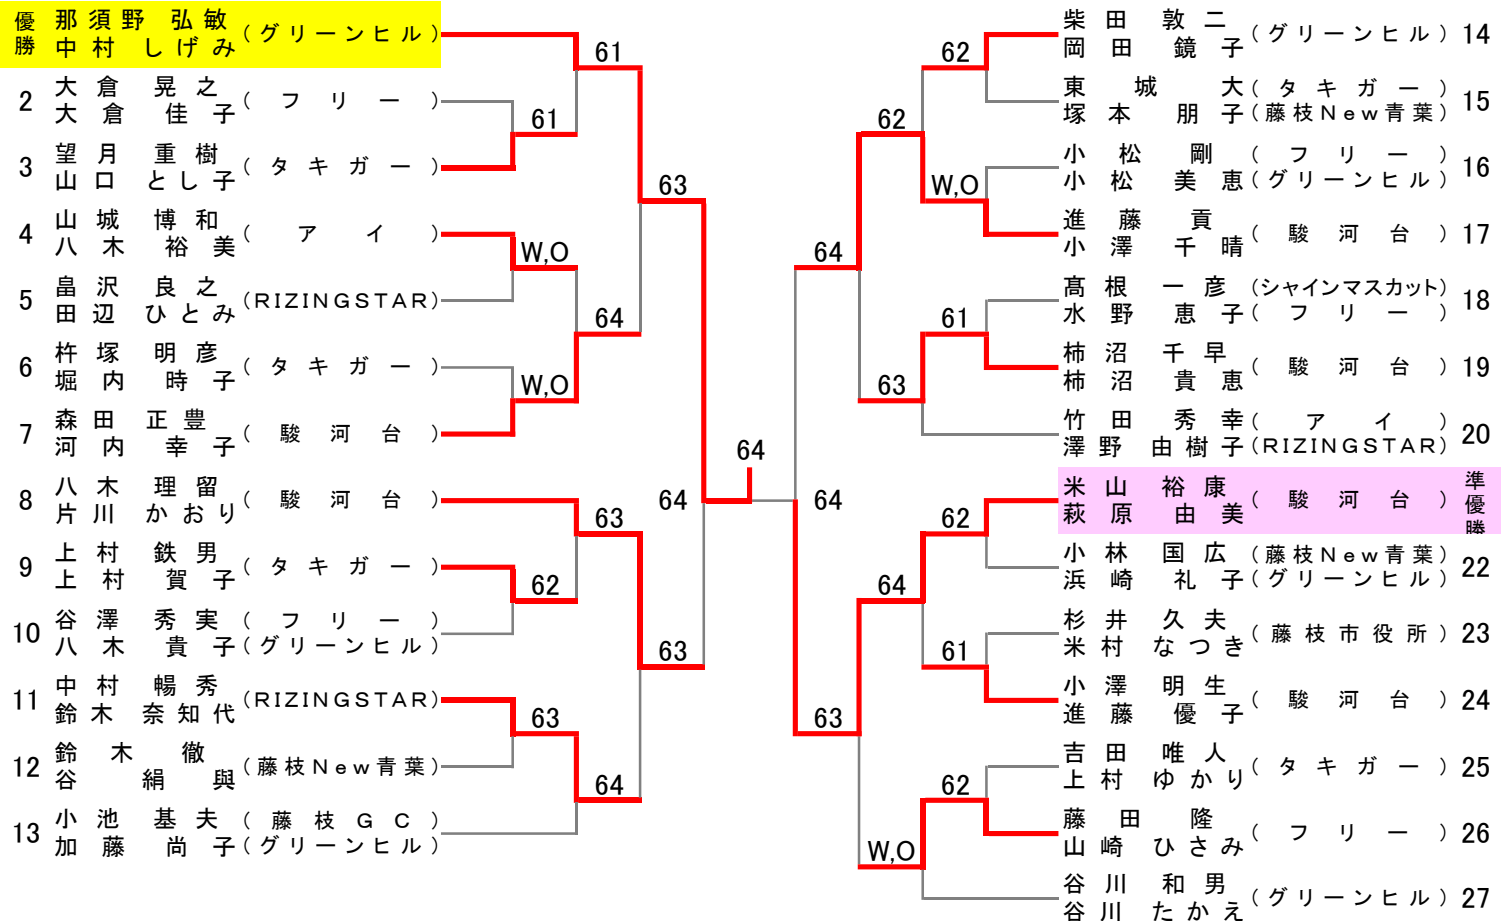 優勝 那須野 弘敏 (グリーンヒル)
中村 しげみ
61
2 大倉 晃之 (フリー)
大倉 佳子
61
3 望月 重樹 (タキガー)
山口 とし子
63
4 山城 博和 (アイ)
八木 裕美
W,O
5 畠沢 良之 (RIZINGSTAR)
田辺 ひとみ
64
6 杵塚 明彦 (タキガー)
堀内 時子
W,O
7 森田 正豊 (駿河台)
河内 幸子
64
64
8 八木 理留 (駿河台)
片川 かおり
63
9 上村 鉄男 (タキガー)
上村 賀子
62
10 谷澤 秀実 (フリー)
八木 貴子 (グリーンヒル)
63
11 中村 暢秀 (RIZINGSTAR)
鈴木 奈知代
63
12 鈴木 徹 (藤枝New青葉)
谷 絹與
64
13 小池 基夫 (藤枝GC)
加藤 尚子 (グリーンヒル)
柴田 敦二 (グリーンヒル) 14
岡田 鏡子
62
東城 大 (タキガー) 15
塚本 朋子 (藤枝New青葉)
62
小松 剛 (フリー) 16
小松 美恵 (グリーンヒル)
W,O
進藤 貢 (駿河台) 17
小澤 千晴
64
髙根 一彦 (シャインマスカット) 18
水野 恵子 (フリー)
61
柿沼 千早 (駿河台) 19
柿沼 貴恵
63
竹田 秀幸 (アイ) 20
澤野 由樹子 (RIZINGSTAR)
64
米山 裕康 (駿河台) 準優勝
萩原 由美
62
小林 国広 (藤枝New青葉) 22
浜崎 礼子 (グリーンヒル)
64
杉井 久夫 (藤枝市役所) 23
米村 なつき
61
小澤 明生 (駿河台) 24
進藤 優子
63
吉田 唯人 (タキガー) 25
上村 ゆかり
62
藤田 隆 (フリー) 26
山崎 ひさみ
W,O
谷川 和男 (グリーンヒル) 27
谷川 たかえ